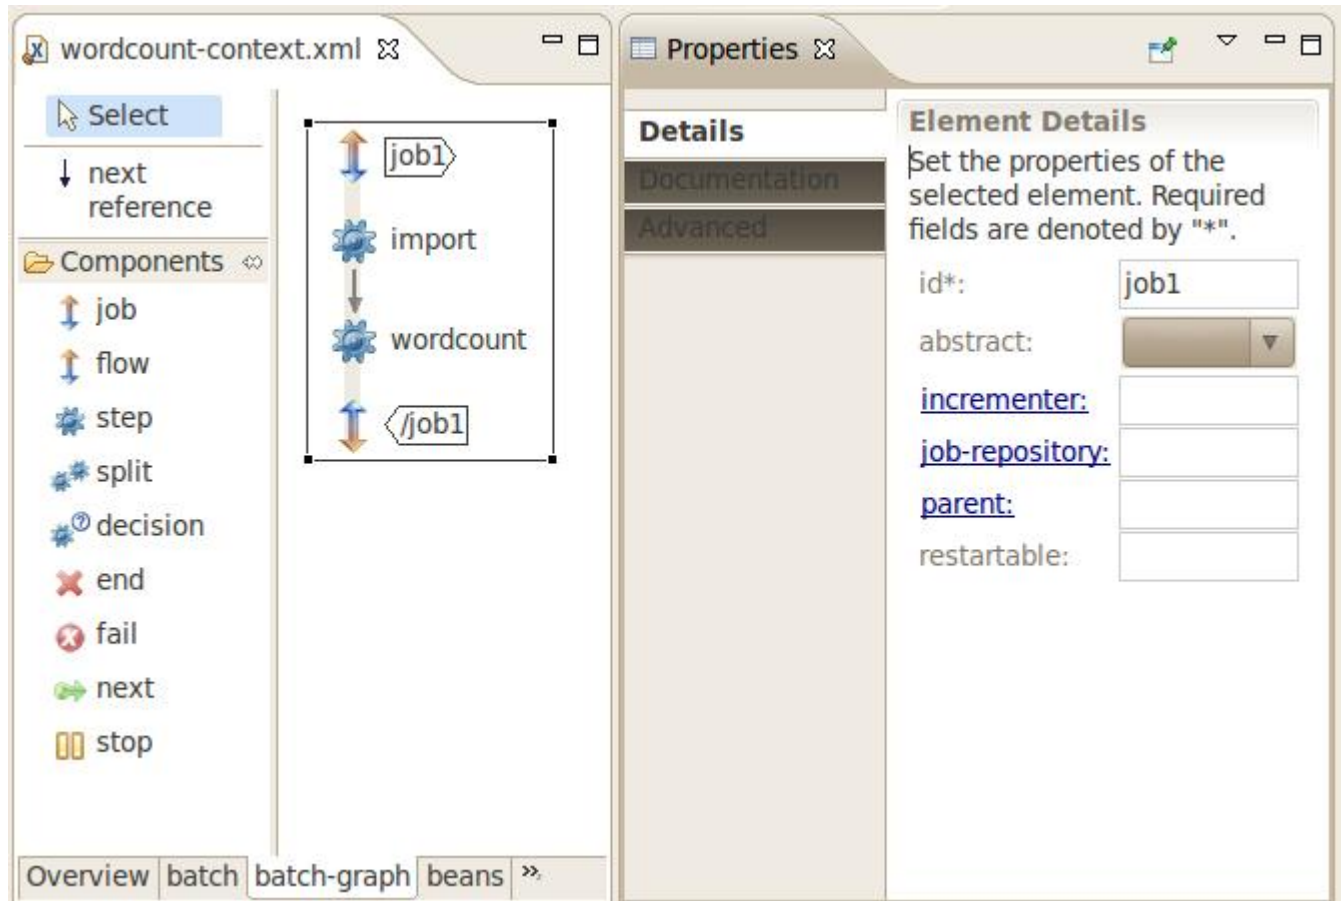 wordcount-context.xml
Select
next
reference
Components
job
flow
step
split
decision
end
fail
next
stop
job1
import
wordcount
/job1
Overview batch batch-graph beans
Properties
Details
Documentation
Advanced
Element Details
Set the properties of the
selected element. Required
fields are denoted by "*".
id*: job1
abstract:
incrementer:
job-repository:
parent:
restartable: